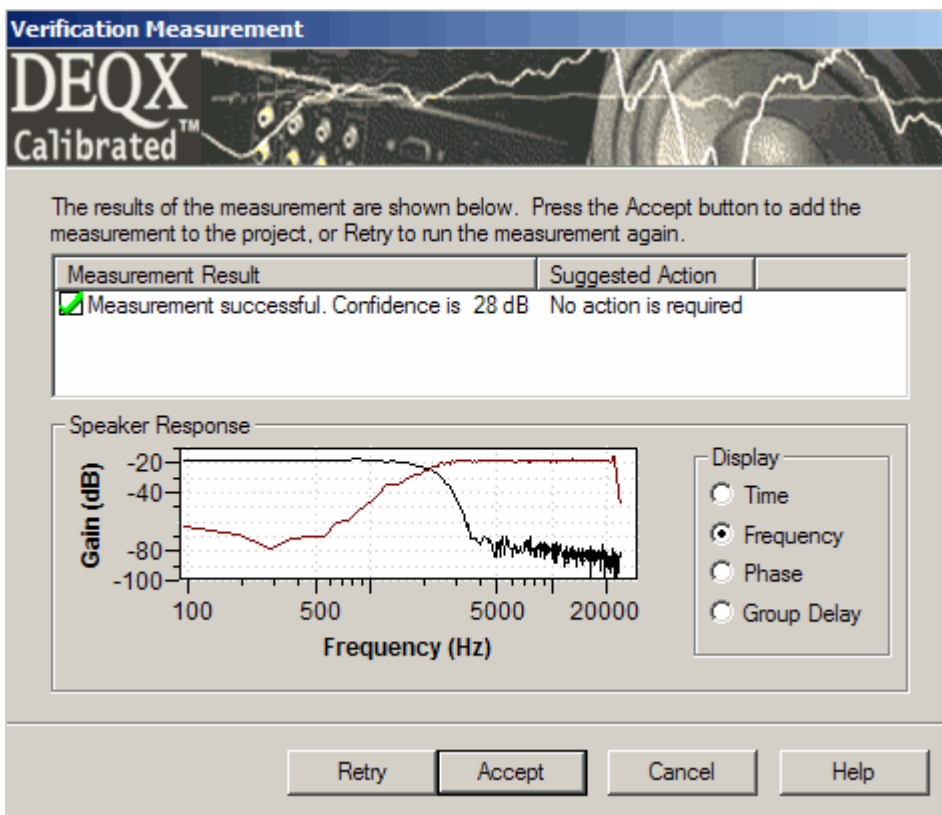 Verification Measurement
DEQX
Calibrated™
The results of the measurement are shown below. Press the Accept button to add the
measurement to the project, or Retry to run the measurement again.
Measurement Result Suggested Action
Measurement successful. Confidence is 28 dB No action is required
Speaker Response
Gain (dB)
-20
-40
-80
-100
100 500 5000 20000
Frequency (Hz)
Display
Time
Frequency
Phase
Group Delay
Retry Accept Cancel Help